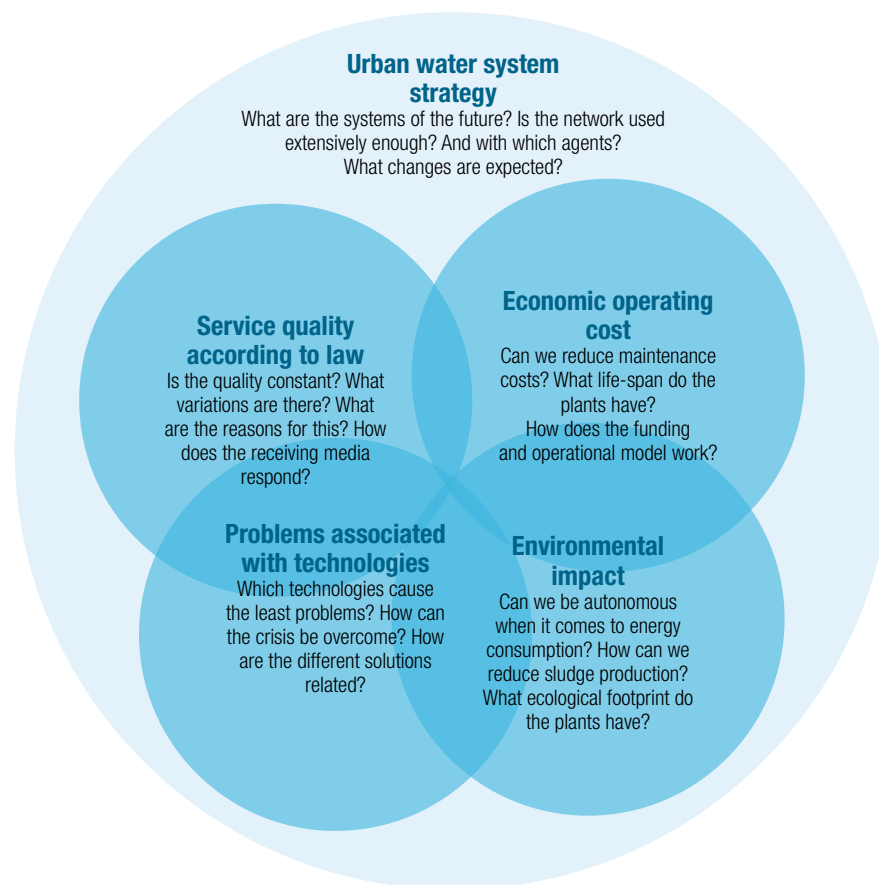 Urban water system
strategy
What are the systems of the future? Is the network used
extensively enough? And with which agents?
What changes are expected?
Service quality
according to law
Is the quality constant? What
variations are there? What
are the reasons for this? How
does the receiving media
respond?
Economic operating
cost
Can we reduce maintenance
costs? What life-span do the
plants have?
How does the funding
and operational model work?
Problems associated
with technologies
Which technologies cause
the least problems? How can
the crisis be overcome? How
are the different solutions
related?
Environmental
impact
Can we be autonomous
when it comes to energy
consumption? How can we
reduce sludge production?
What ecological footprint do
the plants have?